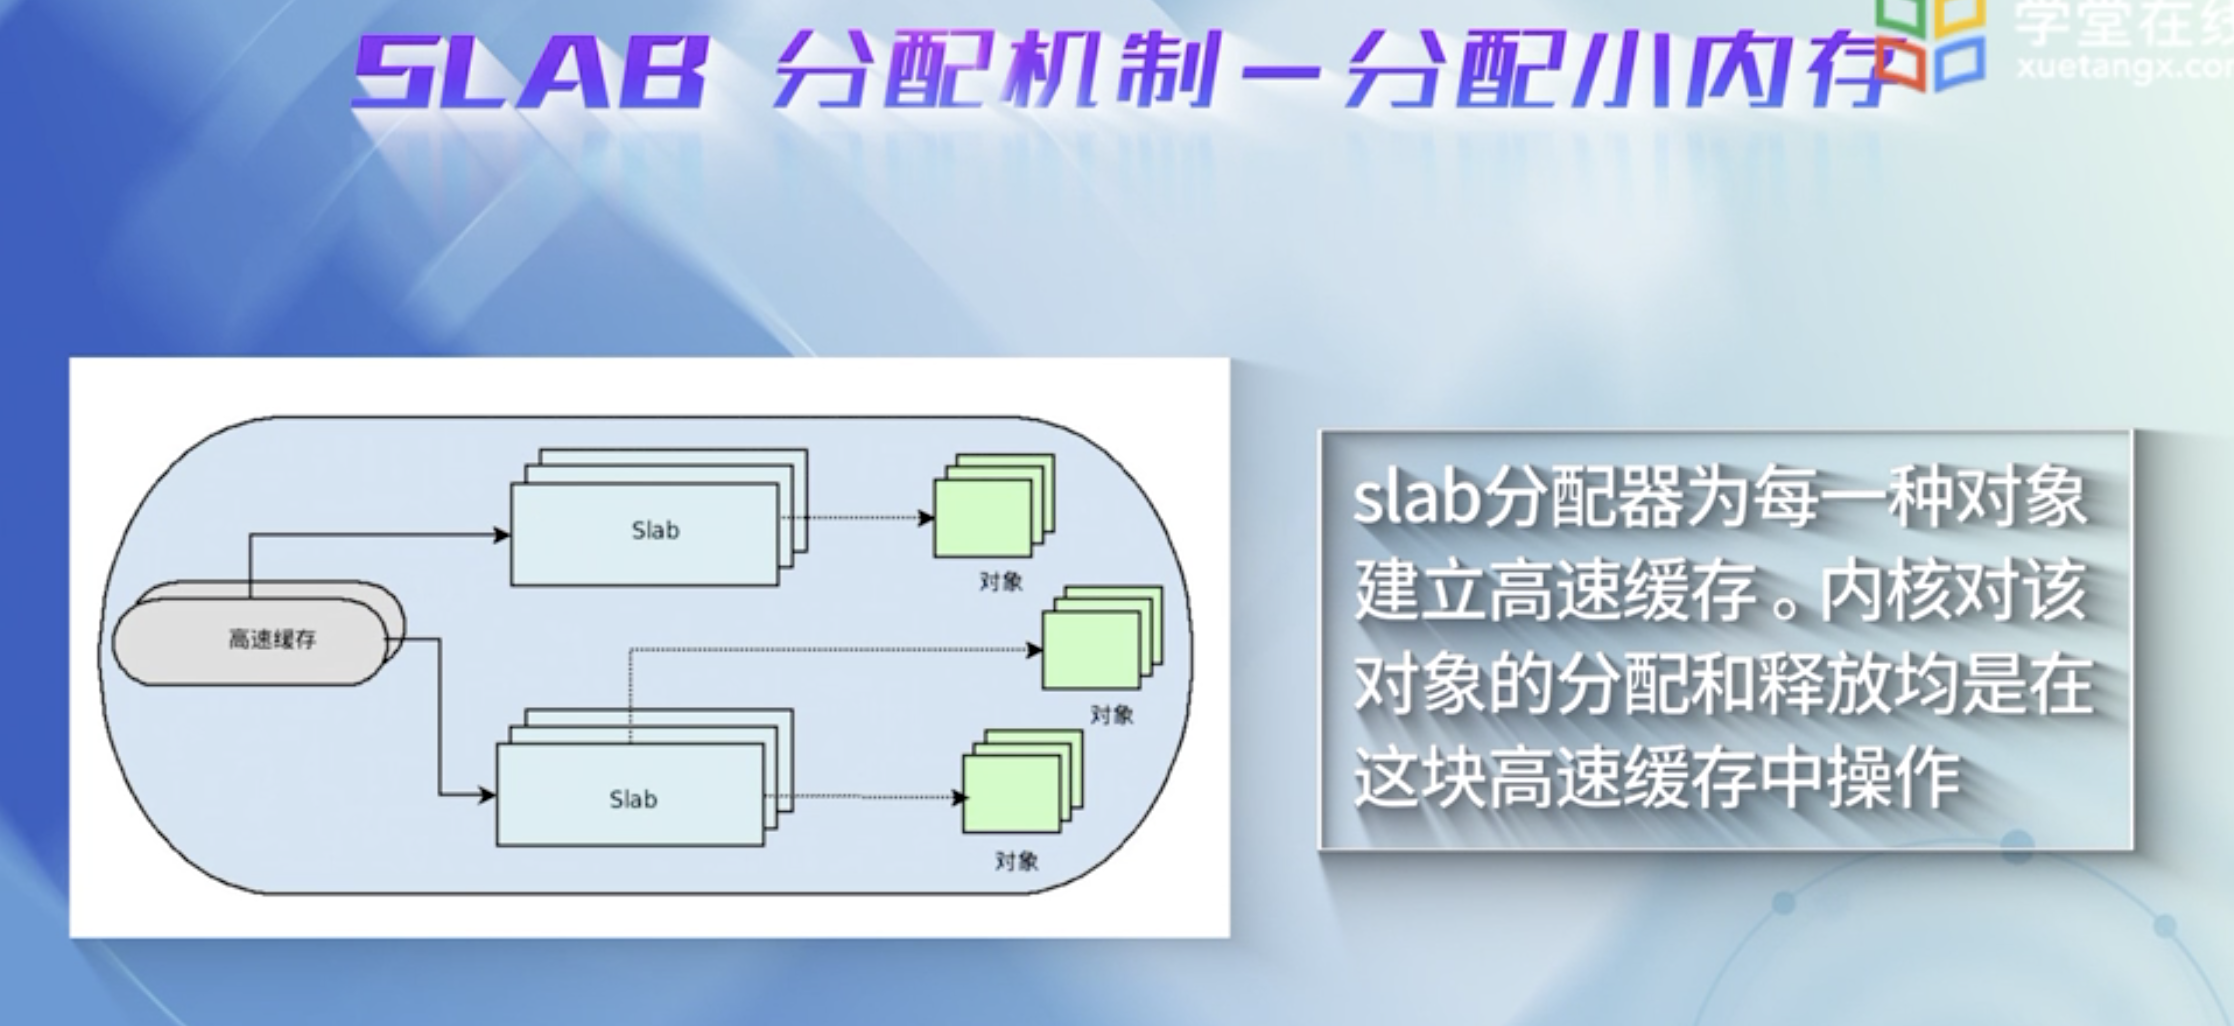 SLAB 分配机制—分配小内存
学堂在线
xuetangx.com
Slab
对象
高速缓存
对象
Slab
对象
slab分配器为每一种对象
建立高速缓存。内核对该
对象的分配和释放均是在
这块高速缓存中操作